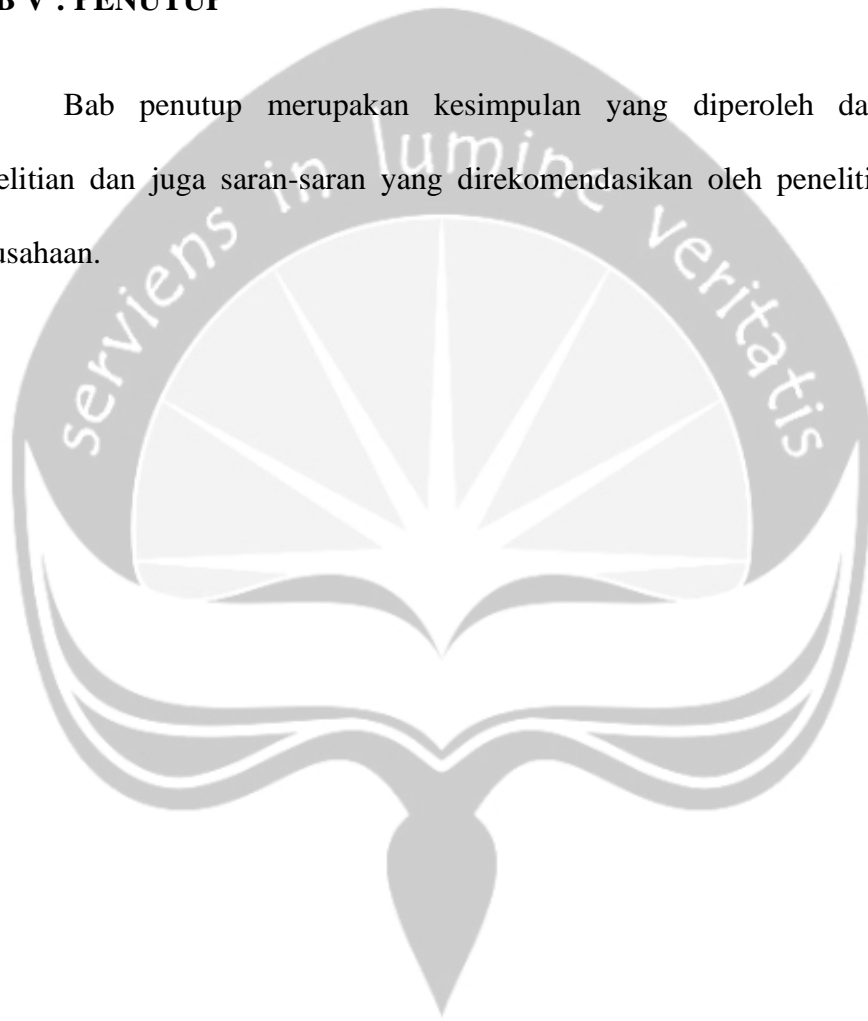 B V : PENUTUP
Bab penutup merupakan kesimpulan yang diperoleh da
elitian dan juga saran-saran yang direkomendasikan oleh peneliti
usahaan.
serviens in lumine veritatis